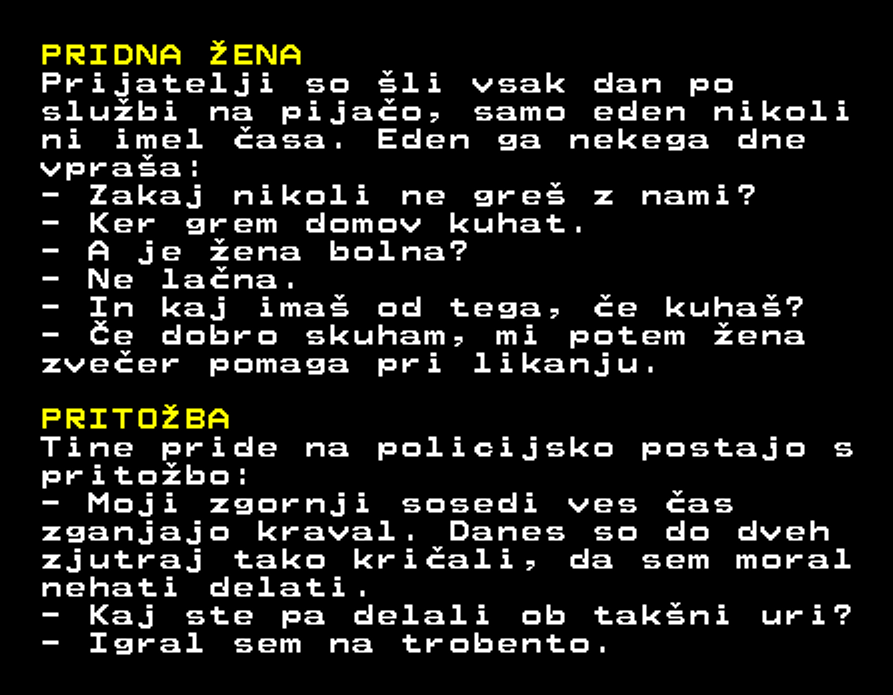 PRIDNA ŽENA
Prijatelji so šli vsak dan po
službi na pijačo, samo eden nikoli
ni imel časa. Eden ga nekega dne
vpraša:
- Zakaj nikoli ne greš z nami?
- Ker grem domov kuhat.
- A je žena bolna?
- Ne lačna.
- In kaj imaš od tega, če kuhaš?
- Če dobro skuham, mi potem žena
zvečer pomaga pri likanju.
PRITOŽBA
Tine pride na policijsko postajo s
pritožbo:
- Moji zgornji sosedi ves čas
zganjajo kraval. Danes so do dveh
zjutraj tako kričali, da sem moral
nehati delati.
- Kaj ste pa delali ob takšni uri?
- Igral sem na trobento.